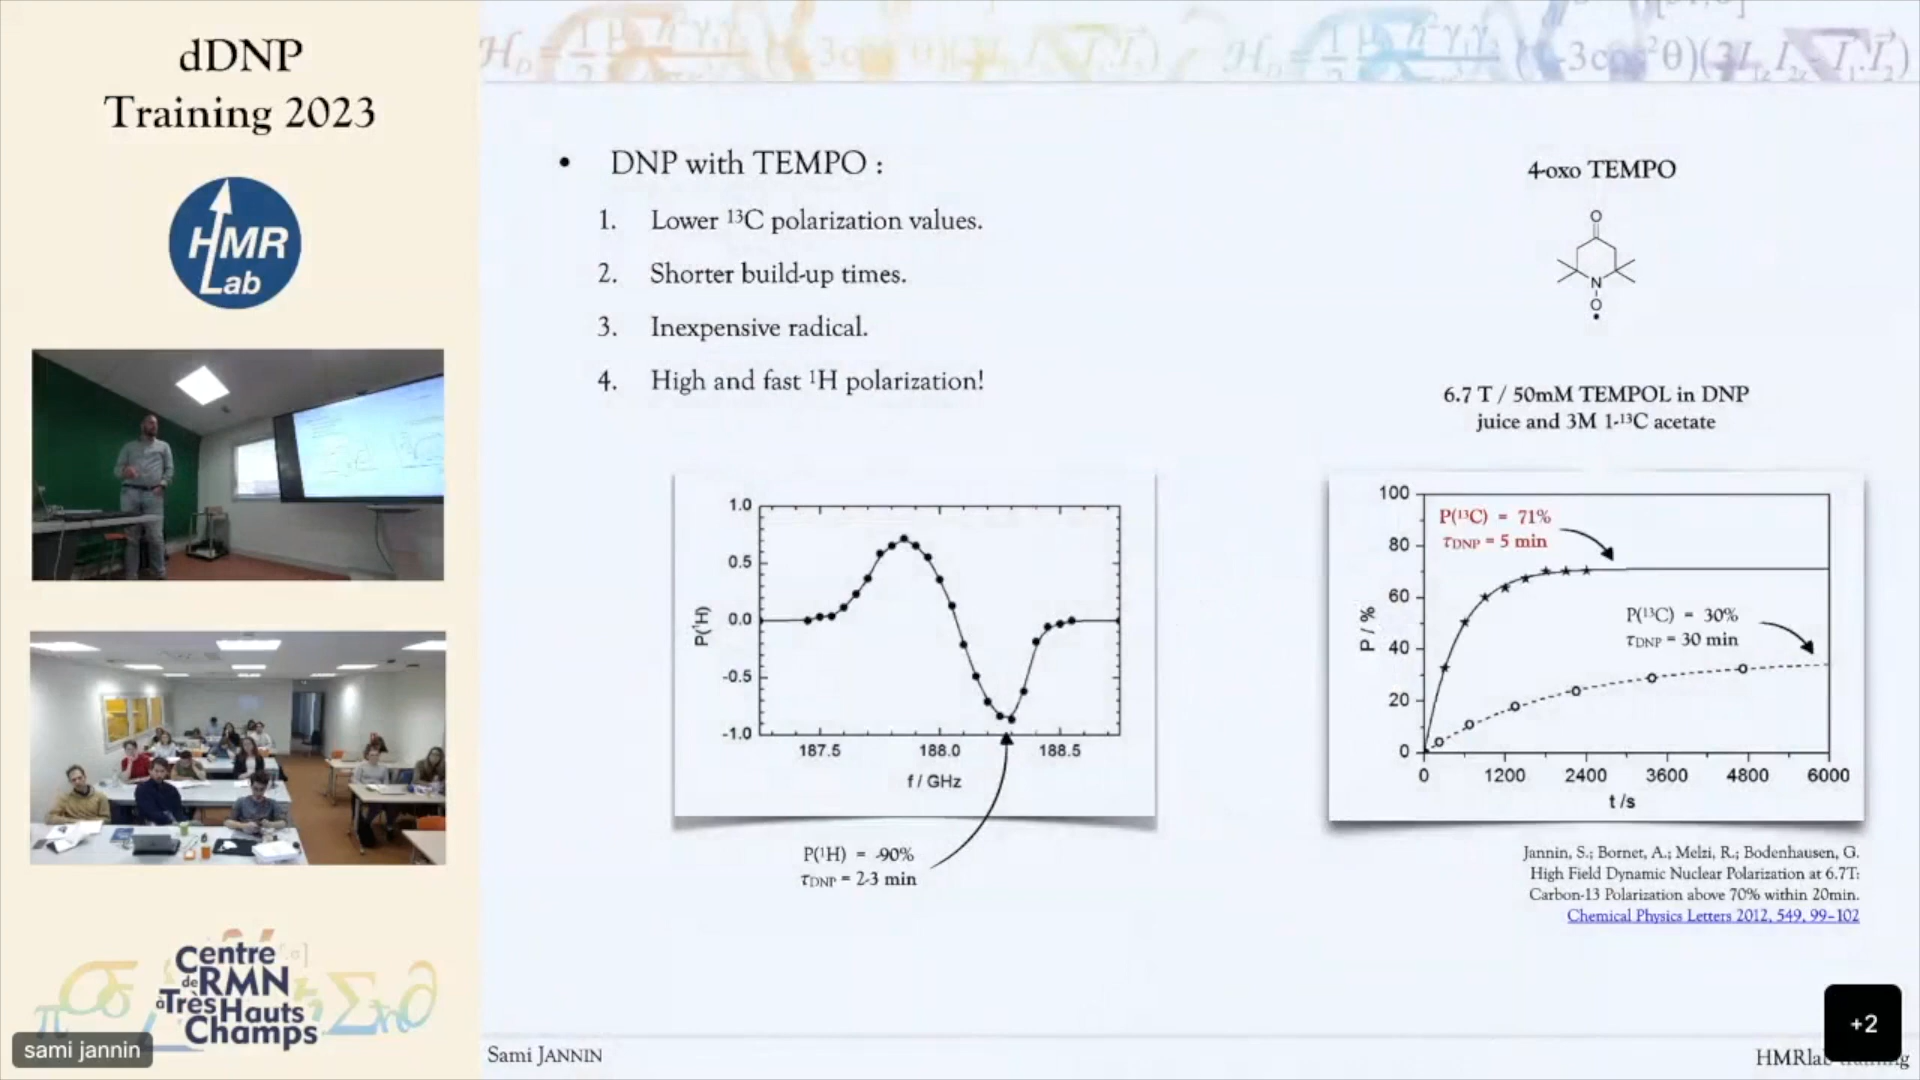 dDNP
Training 2023
HMR
Lab
Centre
de RMN
à Très Hauts
Champs
sami jannin
• DNP with TEMPO :
1. Lower ¹³C polarization values.
2. Shorter build-up times.
3. Inexpensive radical.
4. High and fast ¹H polarization!
4-oxo TEMPO
O
N
O
6.7 T / 50mM TEMPOL in DNP
juice and 3M 1-¹³C acetate
1.0
0.5
0.0
-0.5
-1.0
P(¹H)
187.5 188.0 188.5
f / GHz
P(¹H) = -90%
τDNP = 2-3 min
100
80
60
40
20
0
P / %
P(¹³C) = 71%
τDNP = 5 min
P(¹³C) = 30%
τDNP = 30 min
0 1200 2400 3600 4800 6000
t /s
Jannin, S.; Bornet, A.; Melzi, R.; Bodenhausen, G.
High Field Dynamic Nuclear Polarization at 6.7T:
Carbon-13 Polarization above 70% within 20min.
Chemical Physics Letters 2012, 549, 99–102
+2
Sami JANNIN